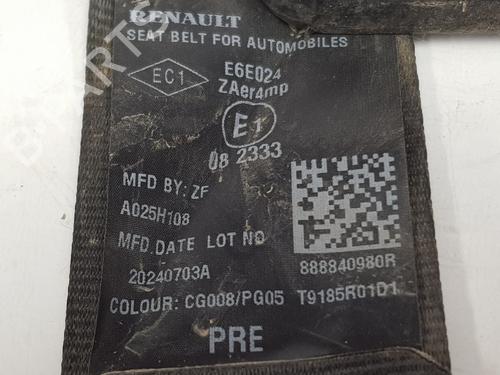 RENAULT
SEAT BELT FOR AUTOMOBILES
EC1
E6E024
ZAer4mp
E1
08 2333
MFD BY: ZF
A025H108
MFD.DATE LOT NO
20240703A
888840980R
COLOUR: CG008/PG05 T9185R01D1
PRE